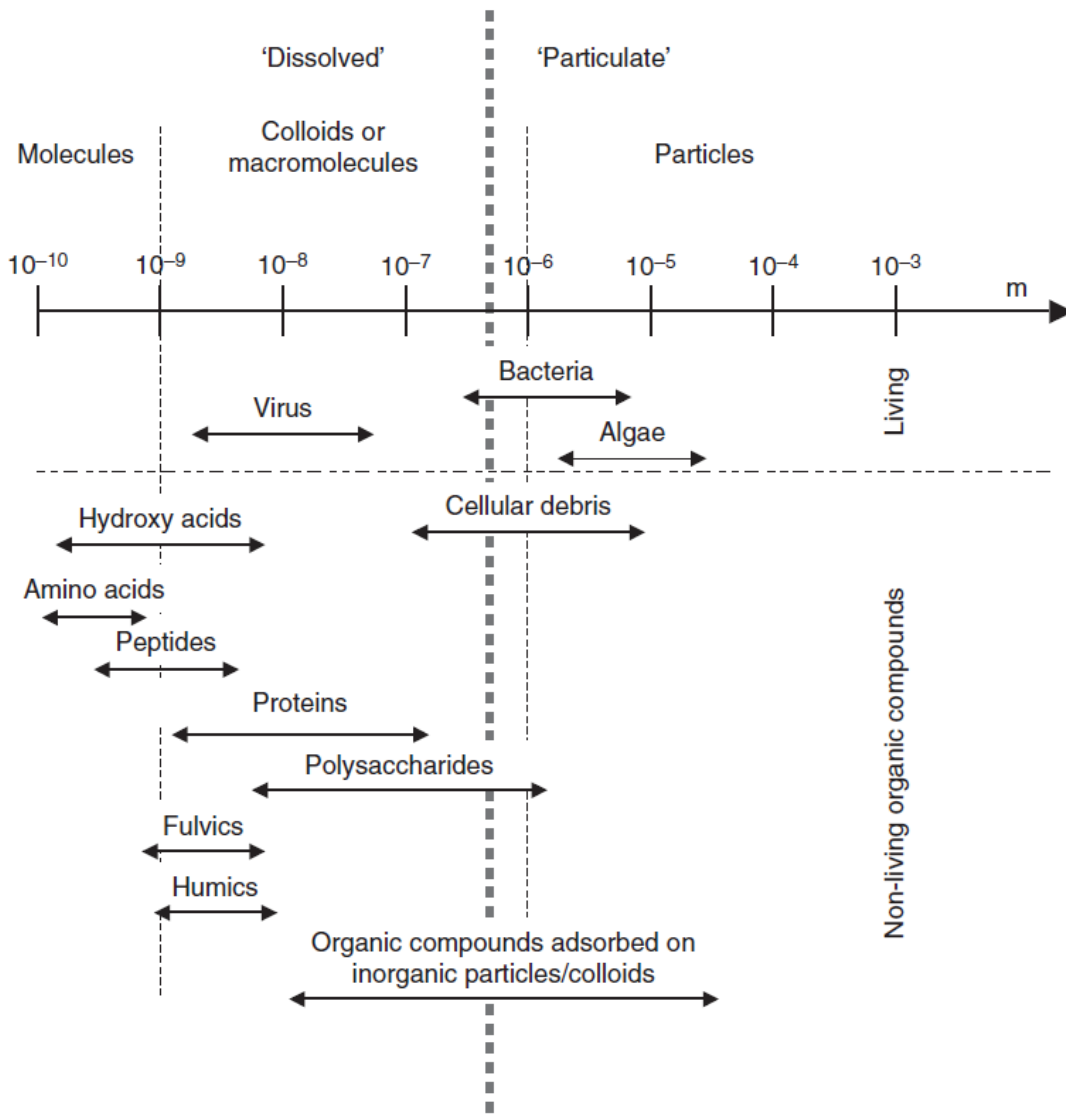 ‘Dissolved’ ‘Particulate’
Molecules
Colloids or
macromolecules
Particles
10⁻¹⁰ 10⁻⁹ 10⁻⁸ 10⁻⁷ 10⁻⁶ 10⁻⁵ 10⁻⁴ 10⁻³
m
Bacteria
Virus
Algae
Living
Cellular debris
Hydroxy acids
Amino acids
Peptides
Proteins
Polysaccharides
Fulvics
Humics
Organic compounds adsorbed on
inorganic particles/colloids
Non-living organic compounds